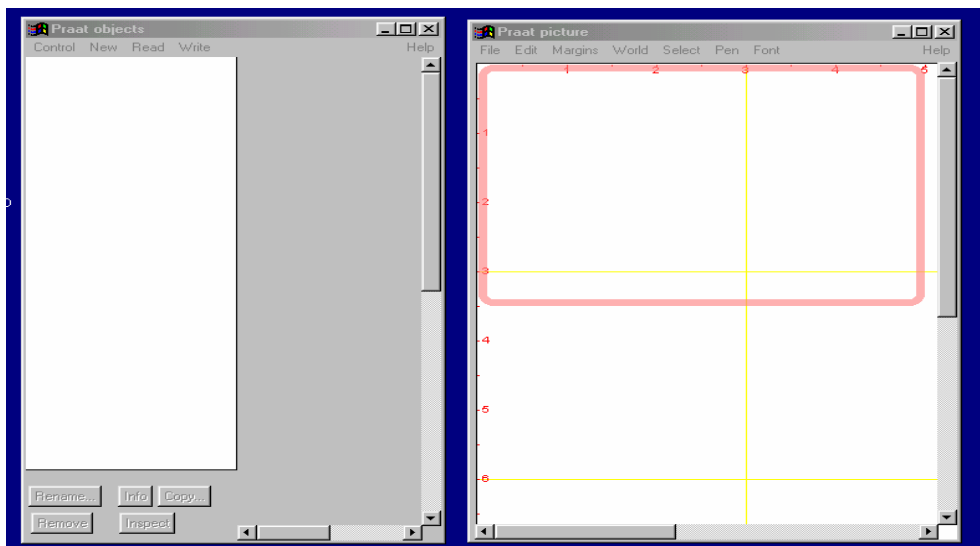 Praat objects
Control New Read Write Help
Rename... Info Copy...
Remove Inspect
Praat picture
File Edit Margins World Select Pen Font Help
1 2 3 4 5
1
2
3
4
5
6